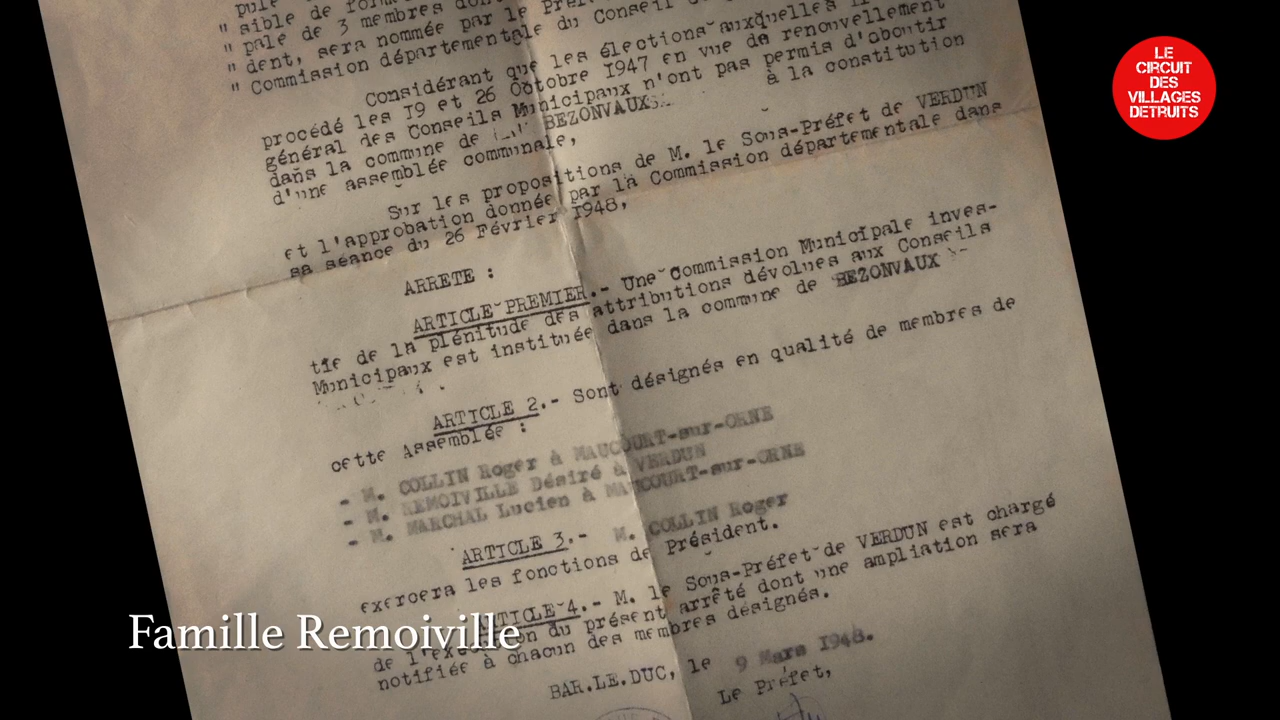 " sible de
" pale de 3 membres dont
" dent, sera nommée par le
" Commission départementale du Conseil
Considérant que les élections auxquelles il
procédé les I9 et 26 Octobre I947 en vue de renouvellement
général des Conseils Municipaux n'ont pas permis d'aboutir
dans la commune de BEZONVAUX à la constitution
d'une assemblée communale,
Sur les propositions de M. le Sous-Préfet de VERDUN
et l'approbation donnée par la Commission départementale dans
sa séance du 26 Février I948,
ARRETE :
ARTICLE PREMIER.- Une Commission Municipale inves-
tie de la plénitude des attributions dévolues aux Conseils
Municipaux est instituée dans la commune de BEZONVAUX
ARTICLE 2.- Sont désignés en qualité de membres de
cette Assemblée :
- M. COLLIN Roger à MAUCOURT-sur-ORNE
- M. REMOIVILLE Désiré à VERDUN
- M. MARCHAL Lucien à MAUCOURT-sur-ORNE
ARTICLE 3.- M. COLLIN Roger
exercera les fonctions de Président.
ARTICLE 4.- M. le Sous-Préfet de VERDUN est chargé
de l'exécution du présent arrêté dont une ampliation sera
notifiée à chacun des membres désignés.
BAR.LE.DUC, le 9 Mars 1948.
Le Préfet,
Famille Remoiville
LE
CIRCUIT
DES
VILLAGES
DETRUITS